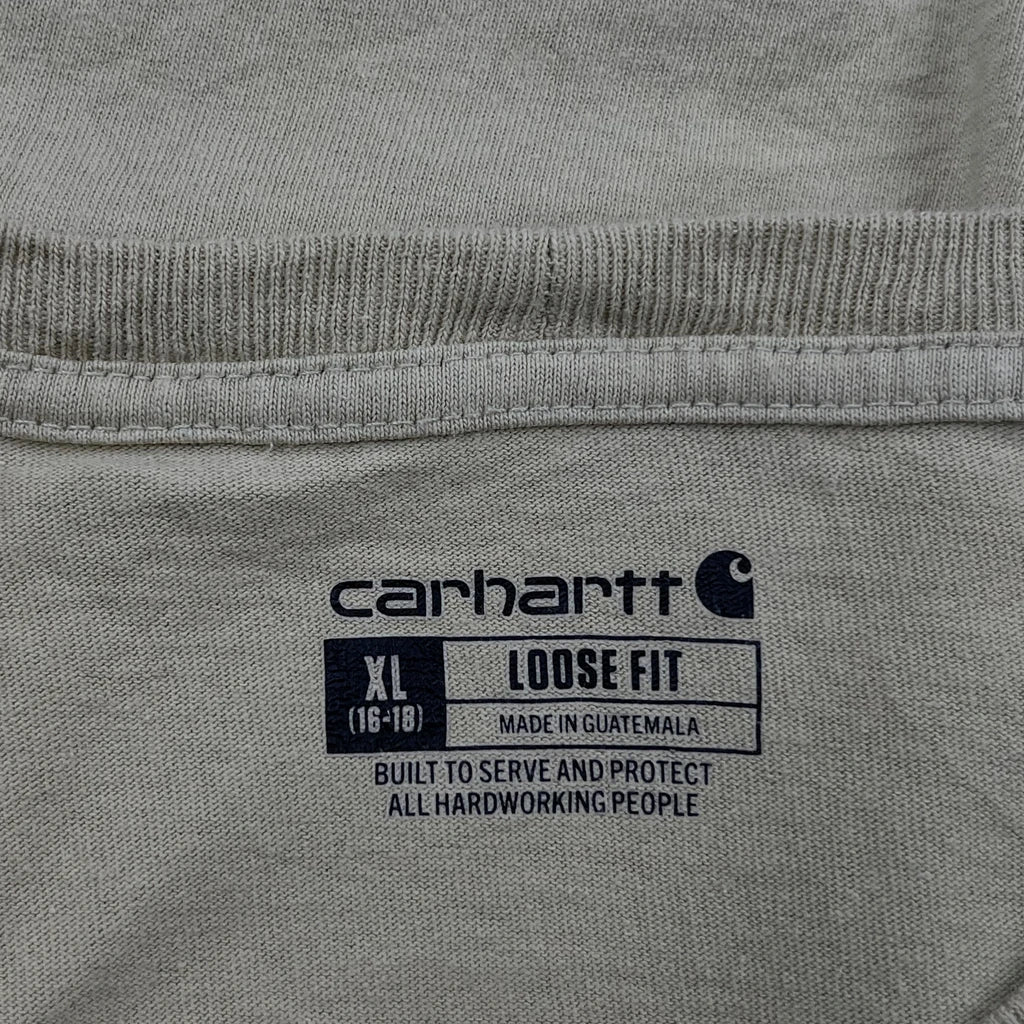 carhartt
XL
(16-18)
LOOSE FIT
MADE IN GUATEMALA
BUILT TO SERVE AND PROTECT
ALL HARDWORKING PEOPLE